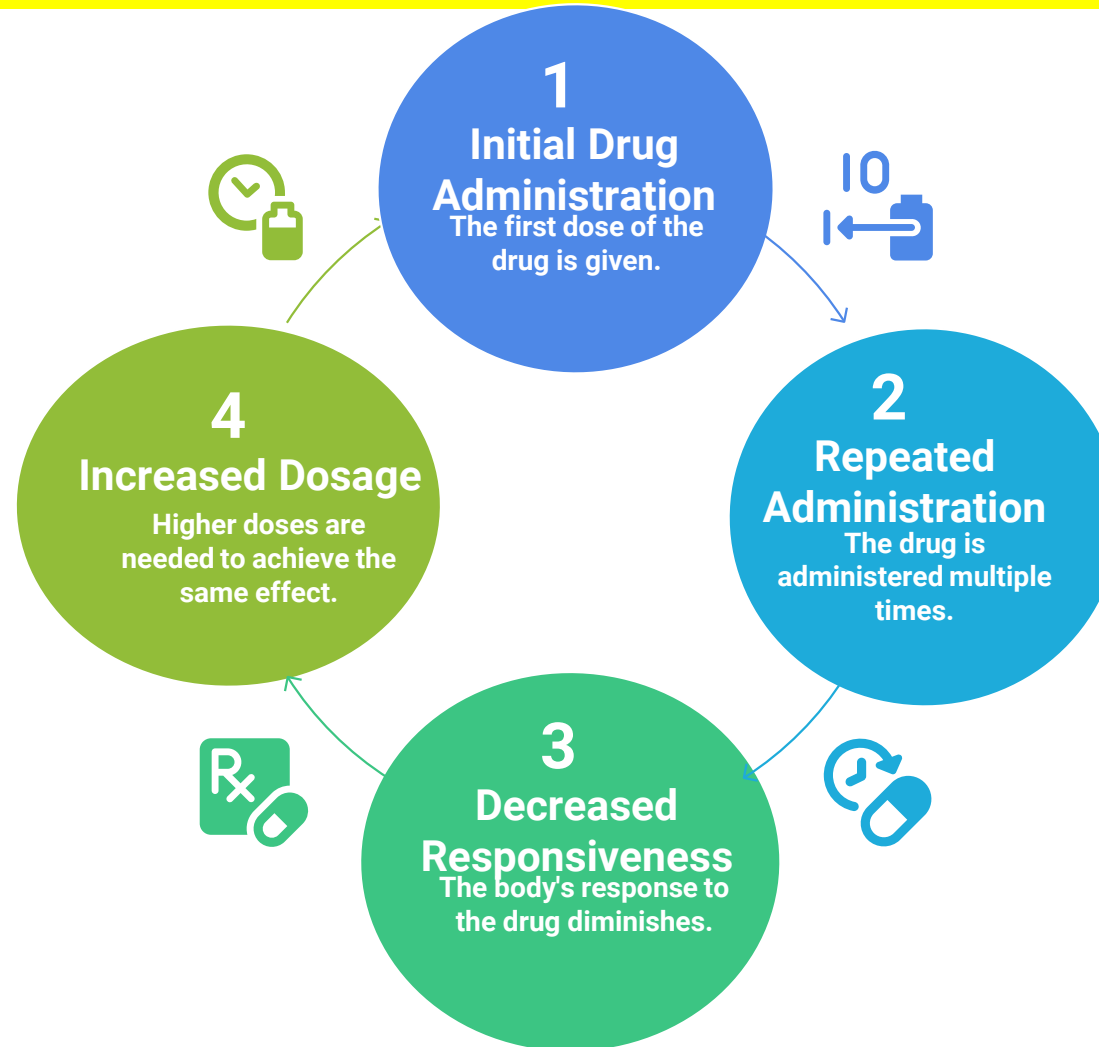 1
Initial Drug
Administration
The first dose of the
drug is given.
10
2
Repeated
Administration
The drug is
administered multiple
times.
3
Decreased
Responsiveness
The body's response to
the drug diminishes.
Rx
4
Increased Dosage
Higher doses are
needed to achieve the
same effect.